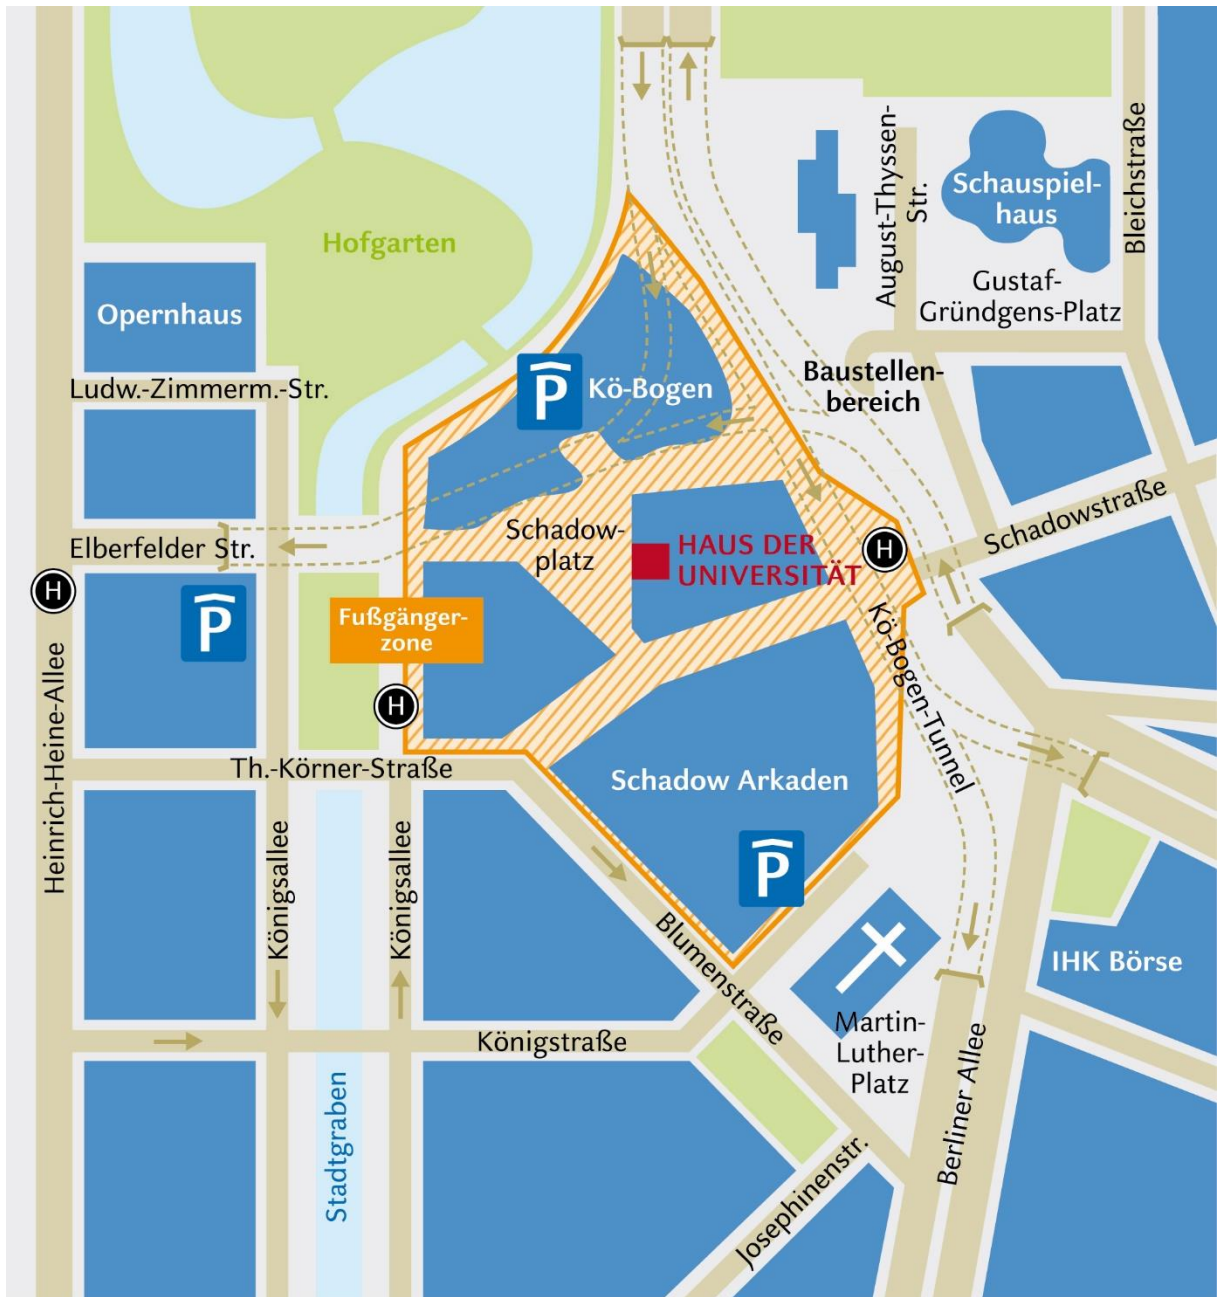 August-Thyssen-
Str.
Schauspiel-
haus
Bleichstraße
Hofgarten
Gustaf-
Gründgens-Platz
Opernhaus
Ludw.-Zimmerm.-Str.
P
Kö-Bogen
Baustellen-
bereich
Schadowstraße
Elberfelder Str.
Schadow-
platz
HAUS DER
UNIVERSITÄT
H
H
P
Fußgänger-
zone
Kö-Bogen-Tunnel
H
Heinrich-Heine-Allee
Th.-Körner-Straße
Schadow Arkaden
P
Königsallee
Königsallee
Blumenstraße
IHK Börse
Königstraße
Martin-
Luther-
Platz
Berliner Allee
Stadtgraben
Josephinenstr.